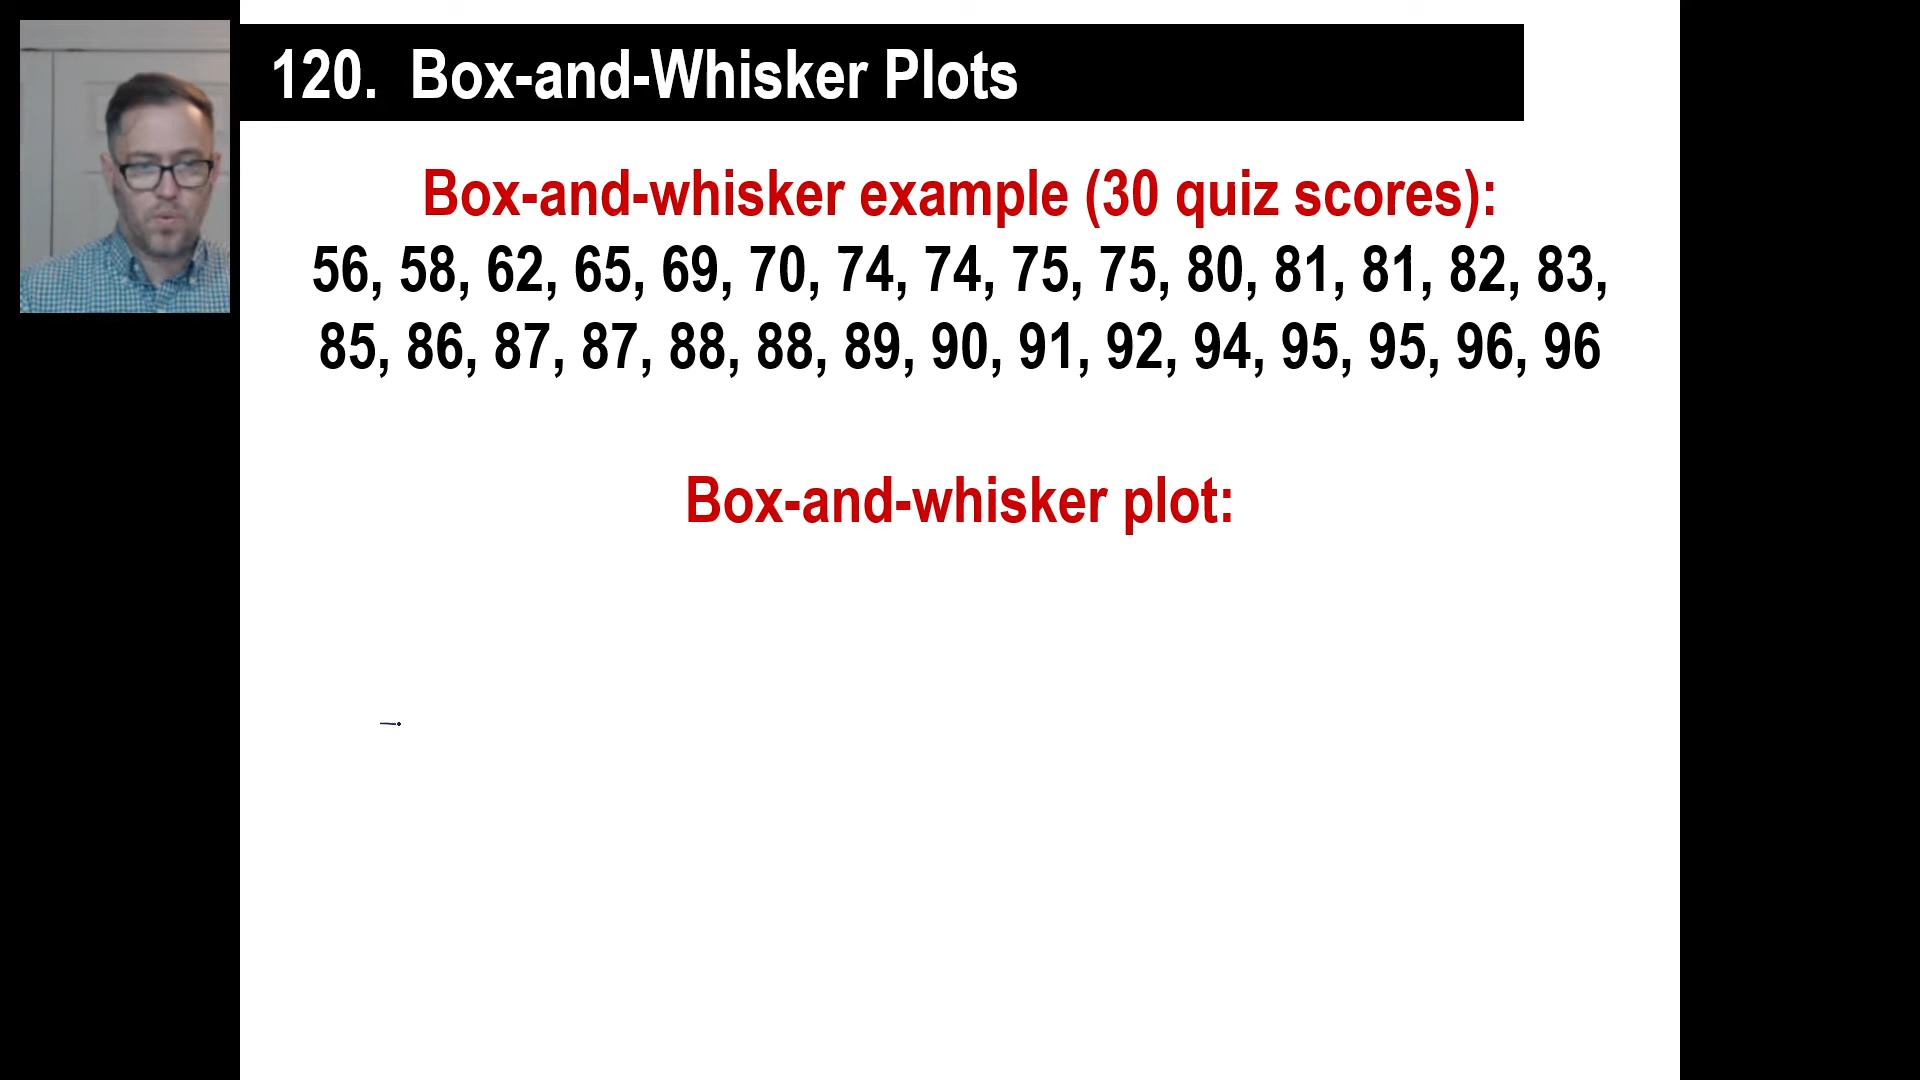 120. Box-and-Whisker Plots
Box-and-whisker example (30 quiz scores):
56, 58, 62, 65, 69, 70, 74, 74, 75, 75, 80, 81, 81, 82, 83,
85, 86, 87, 87, 88, 88, 89, 90, 91, 92, 94, 95, 95, 96, 96
Box-and-whisker plot: